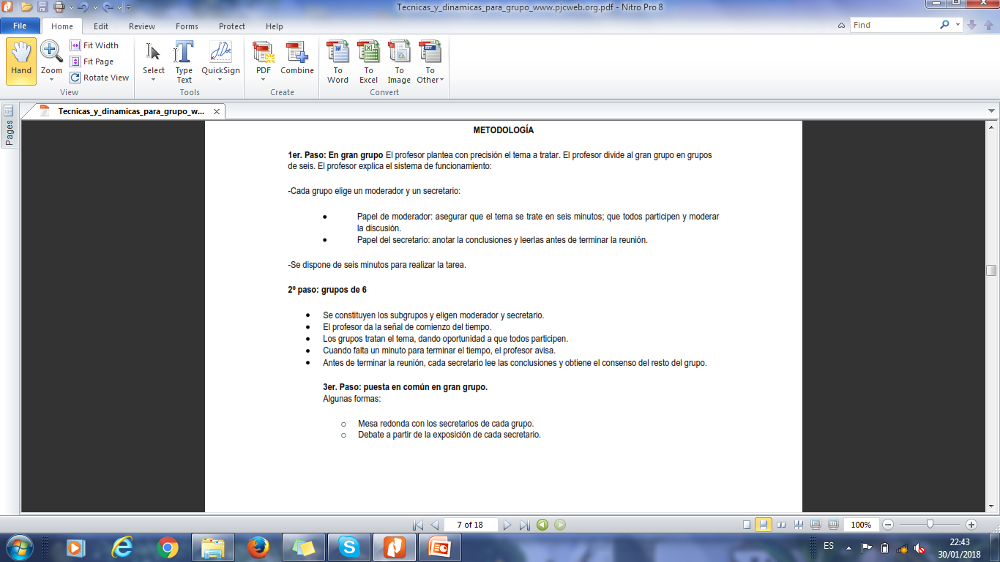 Tecnicas_y_dinamicas_para_grupo_www.pjcweb.org.pdf - Nitro Pro 8
File Home Edit Review Forms Protect Help Find
Hand Zoom Fit Width Fit Page Rotate View Select Type Text QuickSign PDF Combine To Word To Excel To Image To Other
View Tools Create Convert
Pages
Tecnicas_y_dinamicas_para_grupo_w...
METODOLOGÍA
1er. Paso: En gran grupo El profesor plantea con precisión el tema a tratar. El profesor divide al gran grupo en grupos
de seis. El profesor explica el sistema de funcionamiento:
-Cada grupo elige un moderador y un secretario:
● Papel de moderador: asegurar que el tema se trate en seis minutos; que todos participen y moderar
la discusión.
● Papel del secretario: anotar la conclusiones y leerlas antes de terminar la reunión.
-Se dispone de seis minutos para realizar la tarea.
2º paso: grupos de 6
● Se constituyen los subgrupos y eligen moderador y secretario.
● El profesor da la señal de comienzo del tiempo.
● Los grupos tratan el tema, dando oportunidad a que todos participen.
● Cuando falta un minuto para terminar el tiempo, el profesor avisa.
● Antes de terminar la reunión, cada secretario lee las conclusiones y obtiene el consenso del resto del grupo.
3er. Paso: puesta en común en gran grupo.
Algunas formas:
○ Mesa redonda con los secretarios de cada grupo.
○ Debate a partir de la exposición de cada secretario.
7 of 18 100%
ES 22:43
30/01/2018